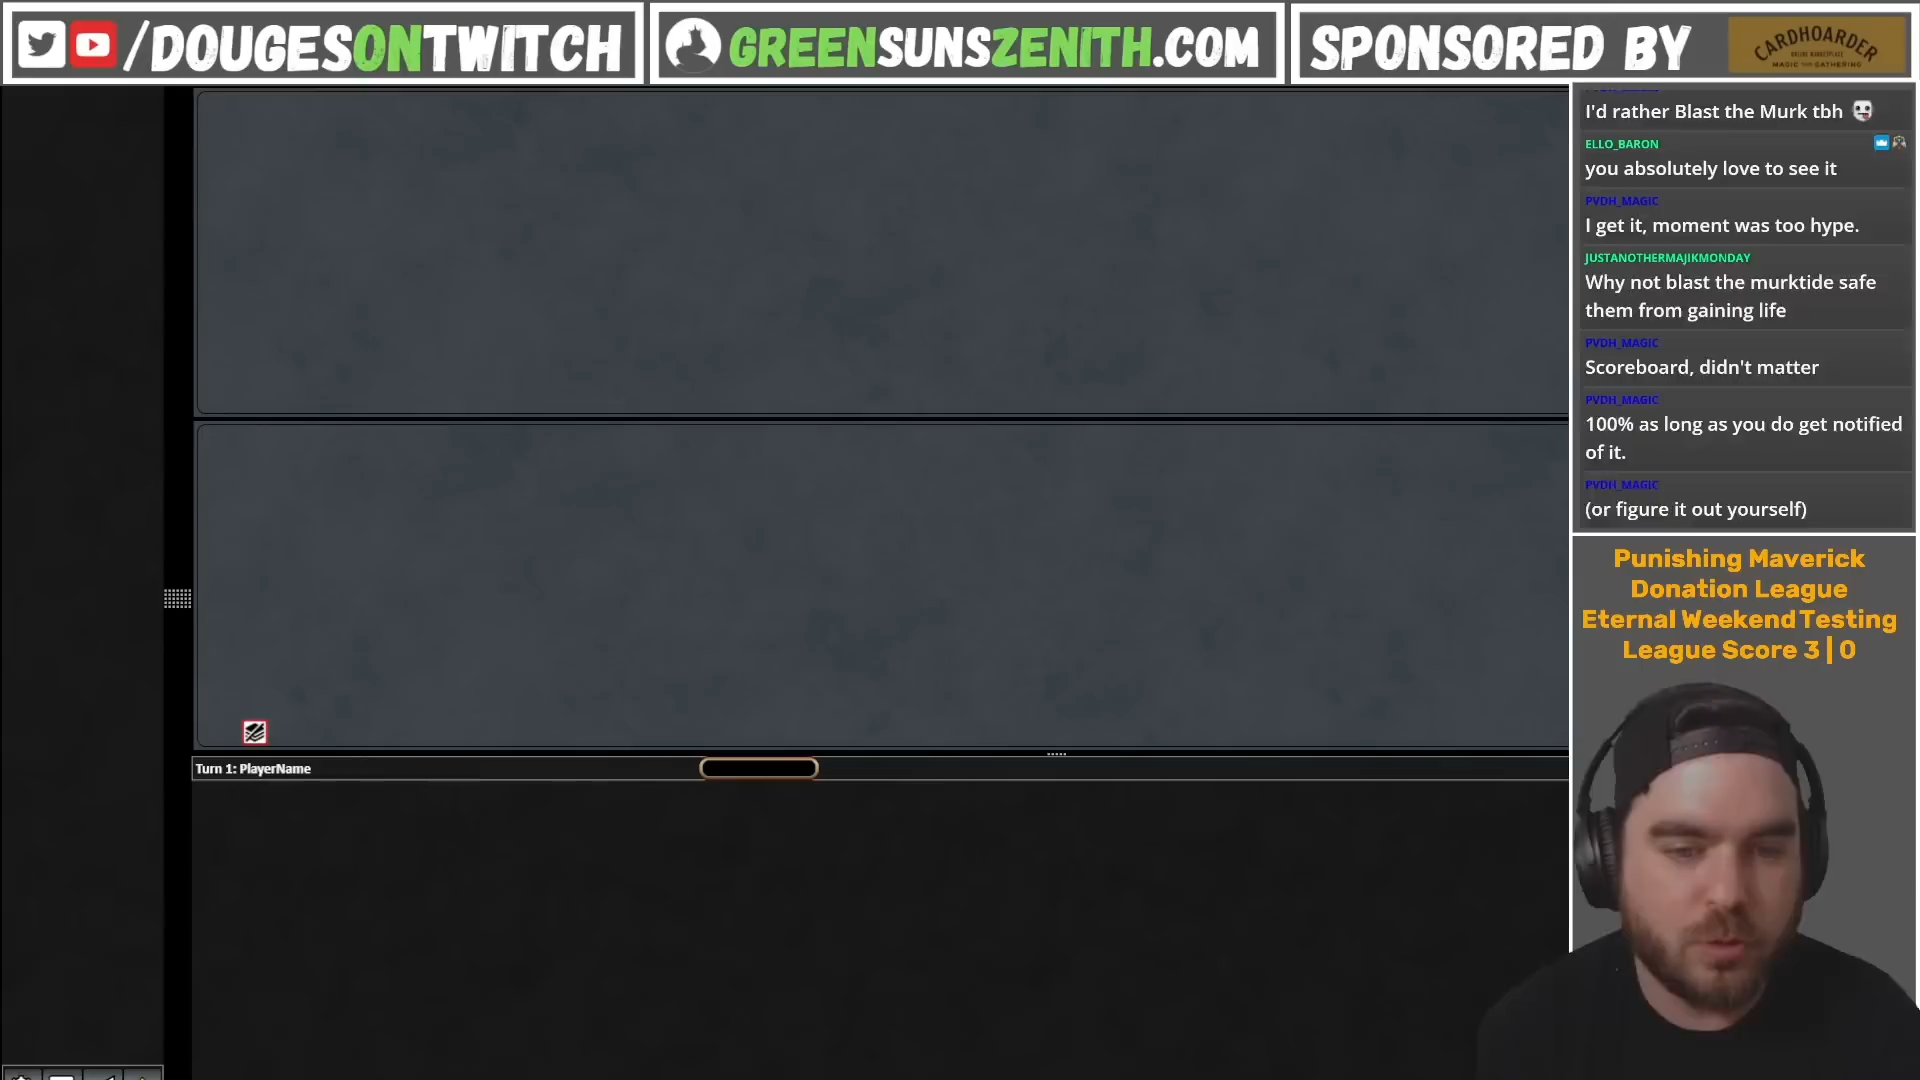 /DOUGESONTWITCH
GREENSUNSZENITH.COM
SPONSORED BY
CARDHOARDER
I'd rather Blast the Murk tbh
ELLO_BARON
you absolutely love to see it
PVDH_MAGIC
I get it, moment was too hype.
JUSTANOTHERMAJIKMONDAY
Why not blast the murktide safe
them from gaining life
PVDH_MAGIC
Scoreboard, didn't matter
PVDH_MAGIC
100% as long as you do get notified
of it.
PVDH_MAGIC
(or figure it out yourself)
Punishing Maverick
Donation League
Eternal Weekend Testing
League Score 3 | 0
Turn 1: PlayerName